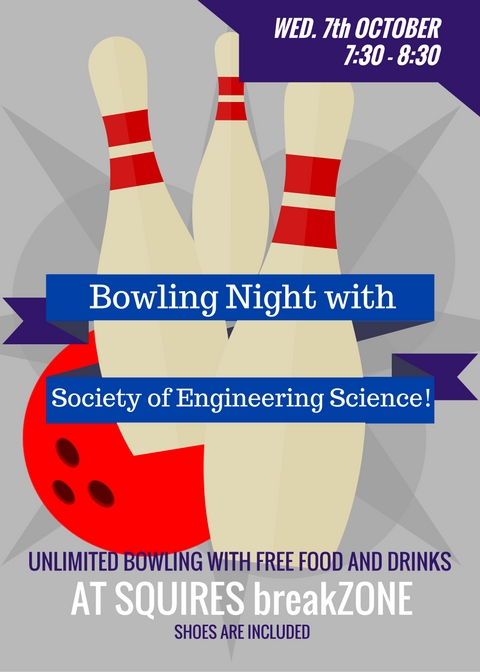 WED. 7th OCTOBER
7:30 - 8:30
Bowling Night with
Society of Engineering Science!
UNLIMITED BOWLING WITH FREE FOOD AND DRINKS
AT SQUIRES breakZONE
SHOES ARE INCLUDED